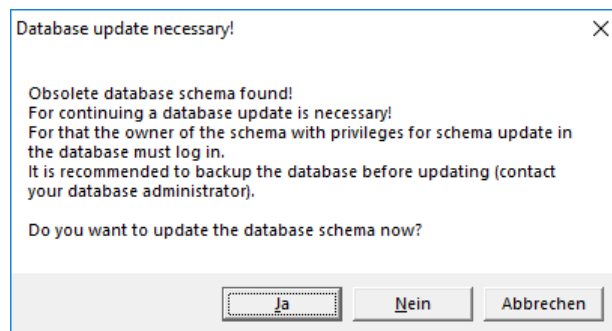 Database update necessary!
Obsolete database schema found!
For continuing a database update is necessary!
For that the owner of the schema with privileges for schema update in
the database must log in.
It is recommended to backup the database before updating (contact
your database administrator).
Do you want to update the database schema now?
Ja
Nein
Abbrechen